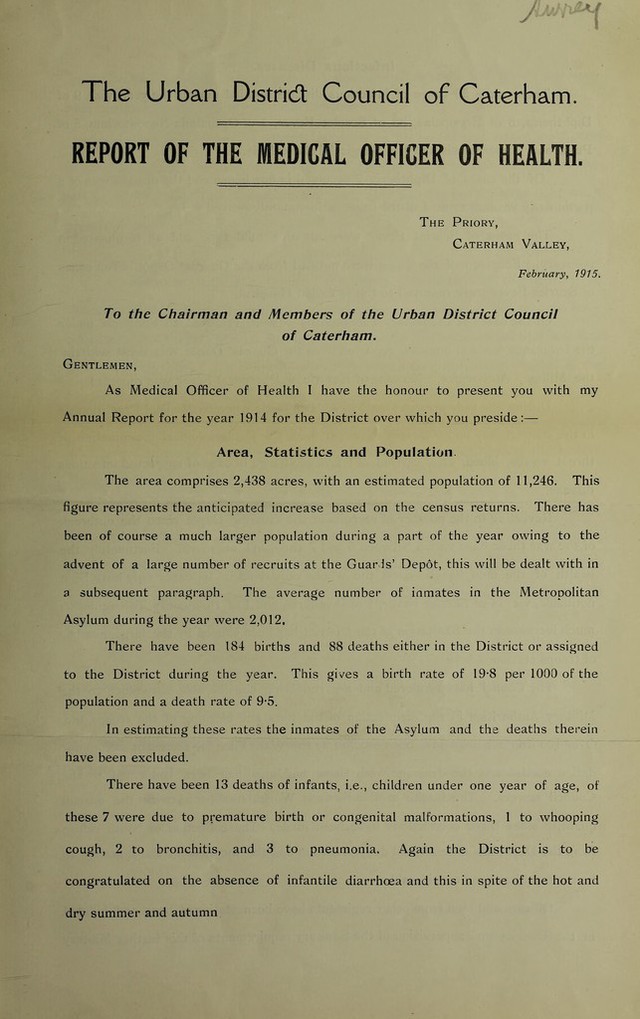 Surrey
The Urban District Council of Caterham.
REPORT OF THE MEDICAL OFFICER OF HEALTH.
The Priory,
Caterham Valley,
February, 1915.
To the Chairman and Members of the Urban District Council
of Caterham.
Gentlemen,
As Medical Officer of Health I have the honour to present you with my
Annual Report for the year 1914 for the District over which you preside:—
Area, Statistics and Population.
The area comprises 2,438 acres, with an estimated population of 11,246. This
figure represents the anticipated increase based on the census returns. There has
been of course a much larger population during a part of the year owing to the
advent of a large number of recruits at the Guards' Depôt, this will be dealt with in
a subsequent paragraph. The average number of inmates in the Metropolitan
Asylum during the year were 2,012.
There have been 184 births and 88 deaths either in the District or assigned
to the District during the year. This gives a birth rate of 19·8 per 1000 of the
population and a death rate of 9·5.
In estimating these rates the inmates of the Asylum and the deaths therein
have been excluded.
There have been 13 deaths of infants, i.e., children under one year of age, of
these 7 were due to premature birth or congenital malformations, 1 to whooping
cough, 2 to bronchitis, and 3 to pneumonia. Again the District is to be
congratulated on the absence of infantile diarrhœa and this in spite of the hot and
dry summer and autumn